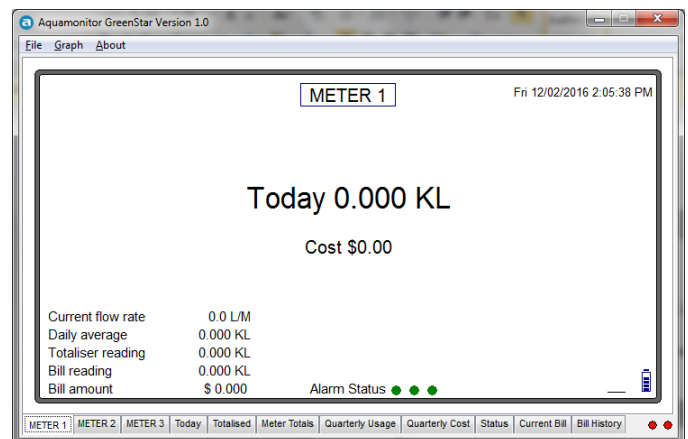 Aquamonitor GreenStar Version 1.0
File Graph About
METER 1
Fri 12/02/2016 2:05:38 PM
Today 0.000 KL
Cost $0.00
Current flow rate 0.0 L/M
Daily average 0.000 KL
Totaliser reading 0.000 KL
Bill reading 0.000 KL
Bill amount $ 0.000 Alarm Status
METER 1 METER 2 METER 3 Today Totalised Meter Totals Quarterly Usage Quarterly Cost Status Current Bill Bill History